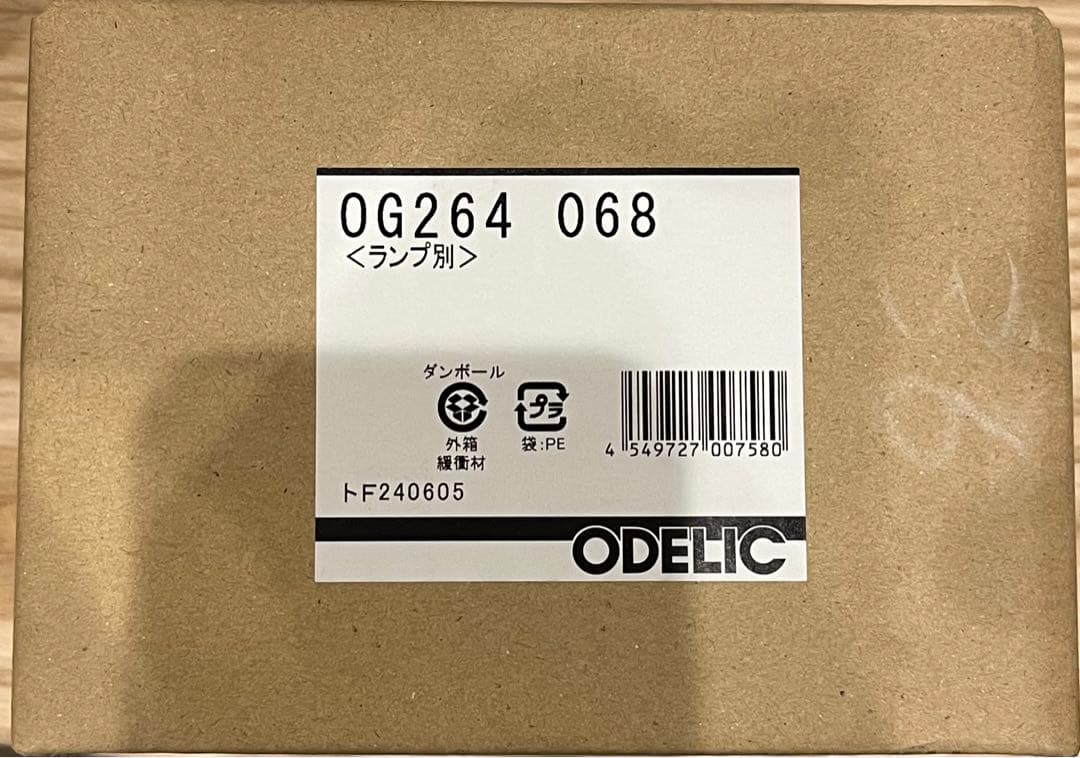 OG264 068
＜ランプ別＞
ダンボール
プラ
外箱
緩衝材
袋:PE
4 549727 007580
トF240605
ODELIC